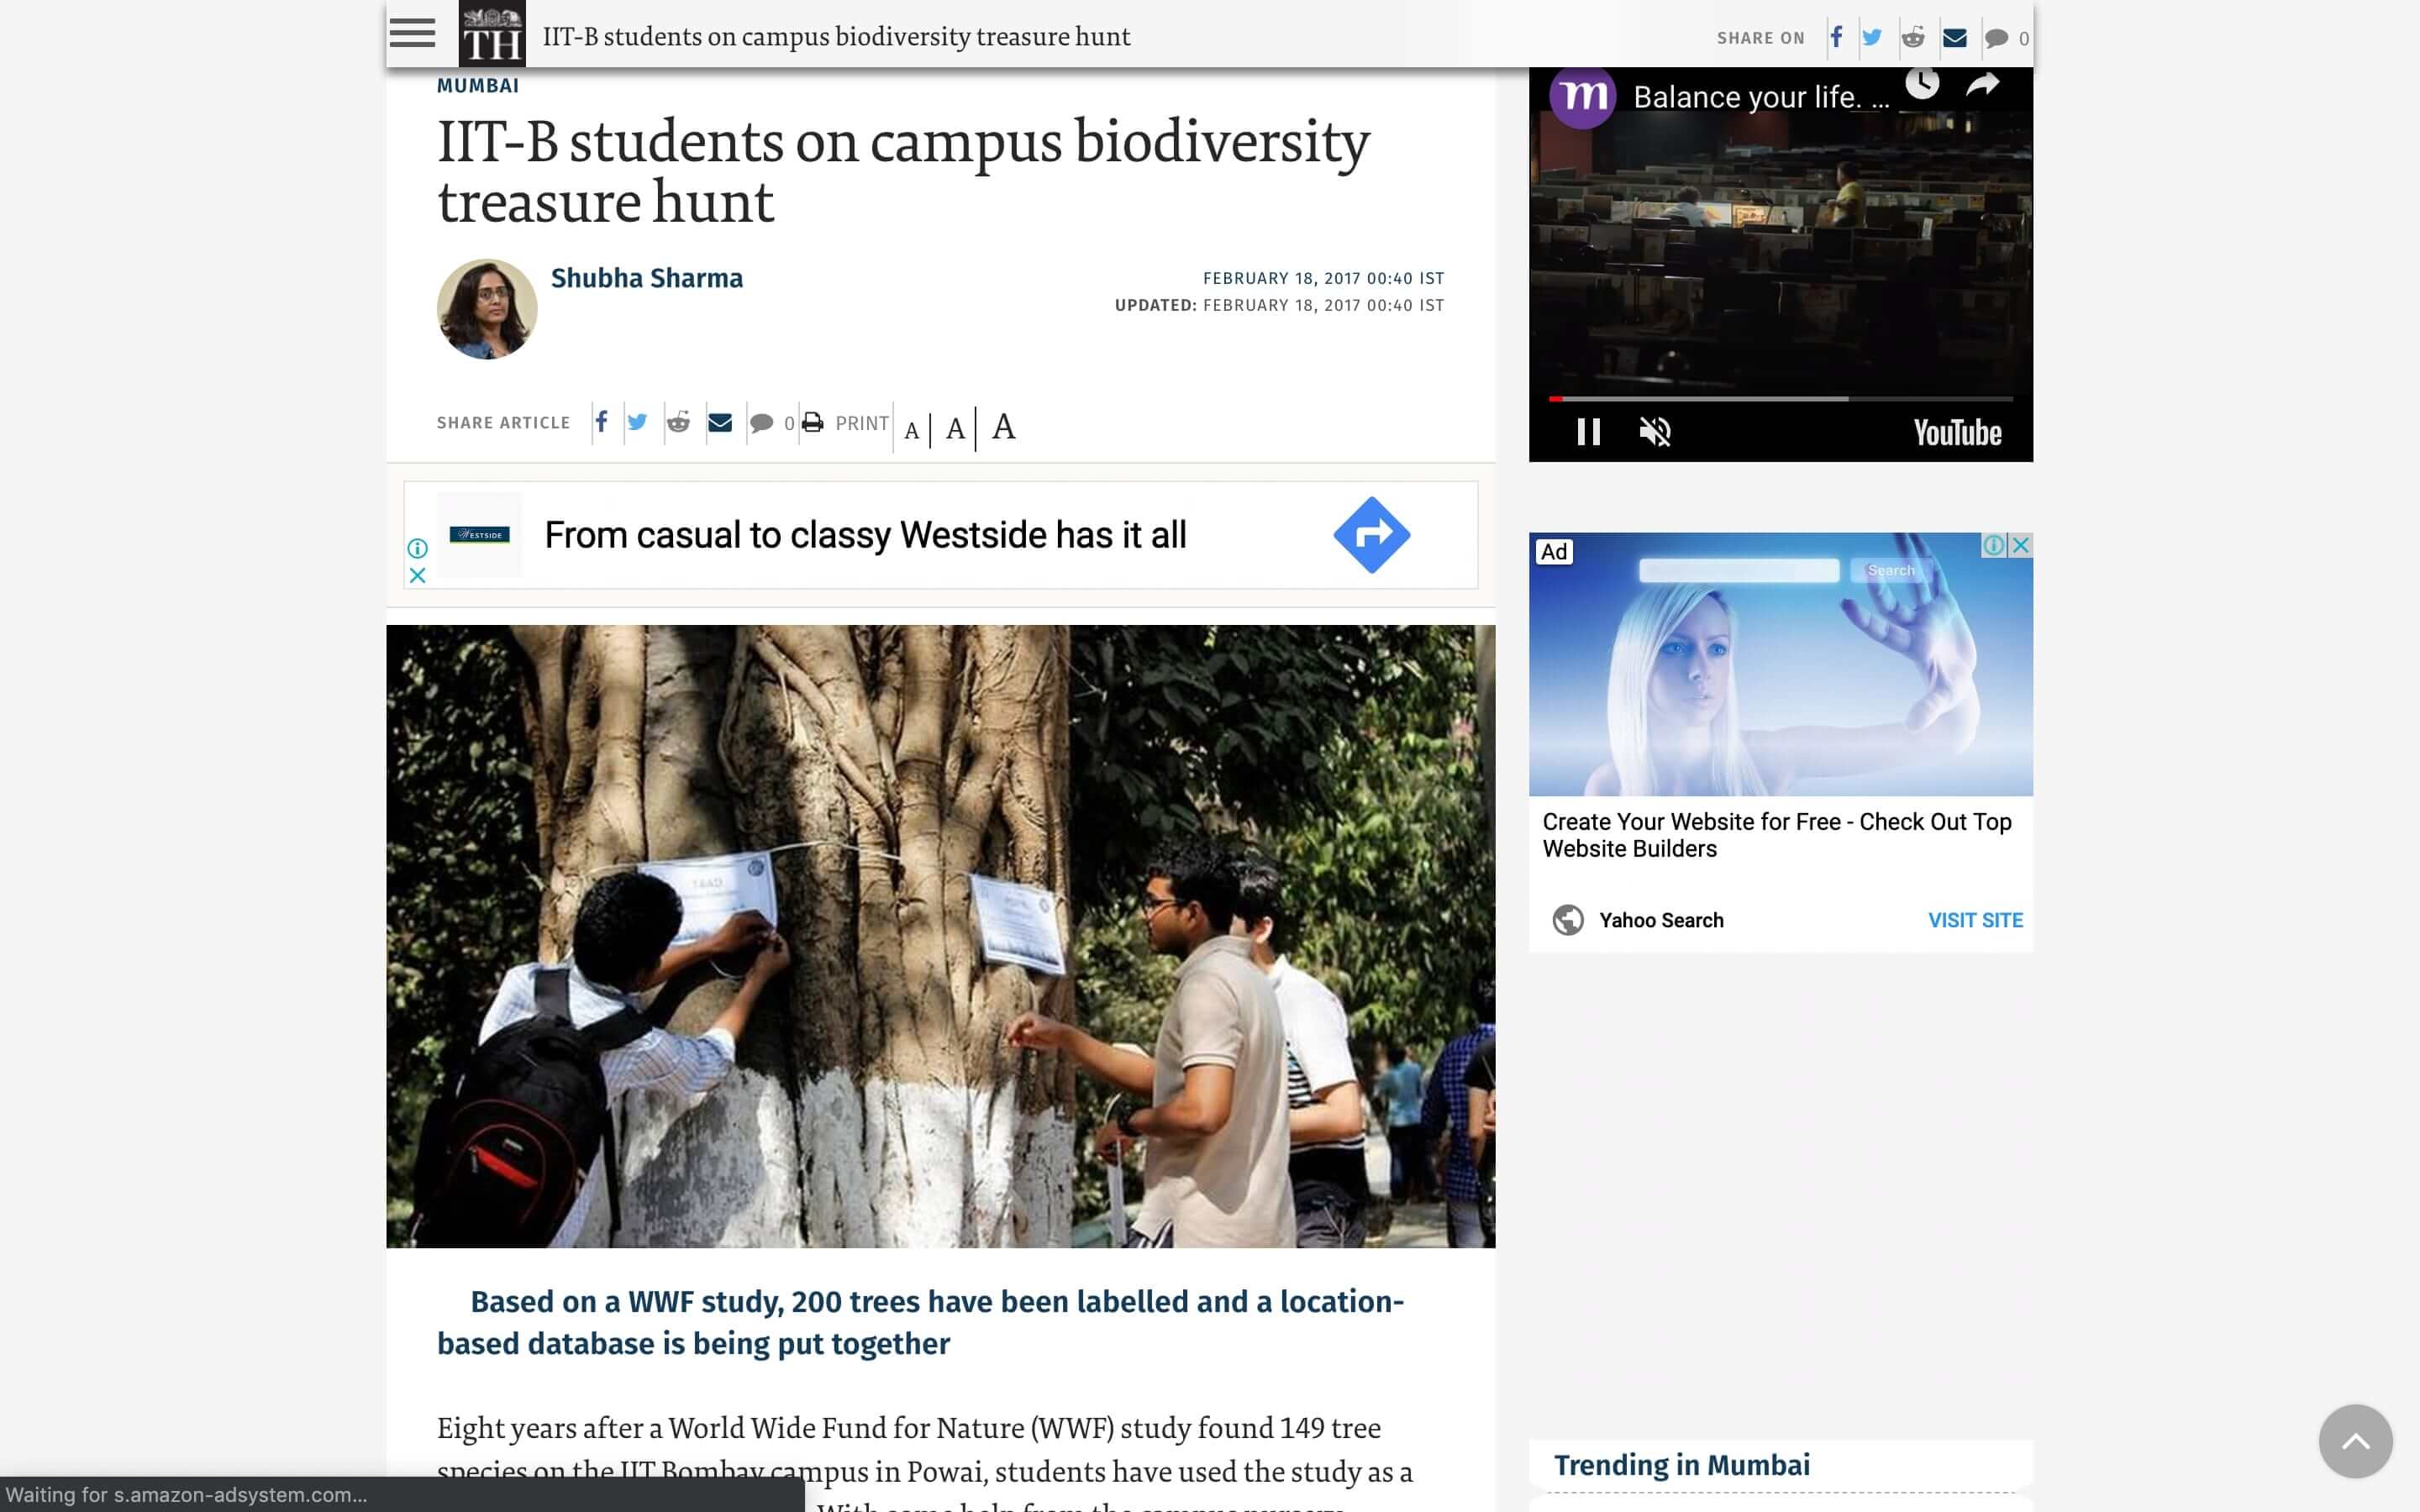 TH
IIT-B students on campus biodiversity treasure hunt
SHARE ON
0
MUMBAI
IIT-B students on campus biodiversity
treasure hunt
Shubha Sharma
FEBRUARY 18, 2017 00:40 IST
UPDATED: FEBRUARY 18, 2017 00:40 IST
SHARE ARTICLE
0
PRINT
A | A | A
WESTSIDE
From casual to classy Westside has it all
Based on a WWF study, 200 trees have been labelled and a location-
based database is being put together
Eight years after a World Wide Fund for Nature (WWF) study found 149 tree
species on the IIT Bombay campus in Powai, students have used the study as a
m
Balance your life. ...
YouTube
Ad
Search
Create Your Website for Free - Check Out Top
Website Builders
Yahoo Search
VISIT SITE
Trending in Mumbai
Waiting for s.amazon-adsystem.com...